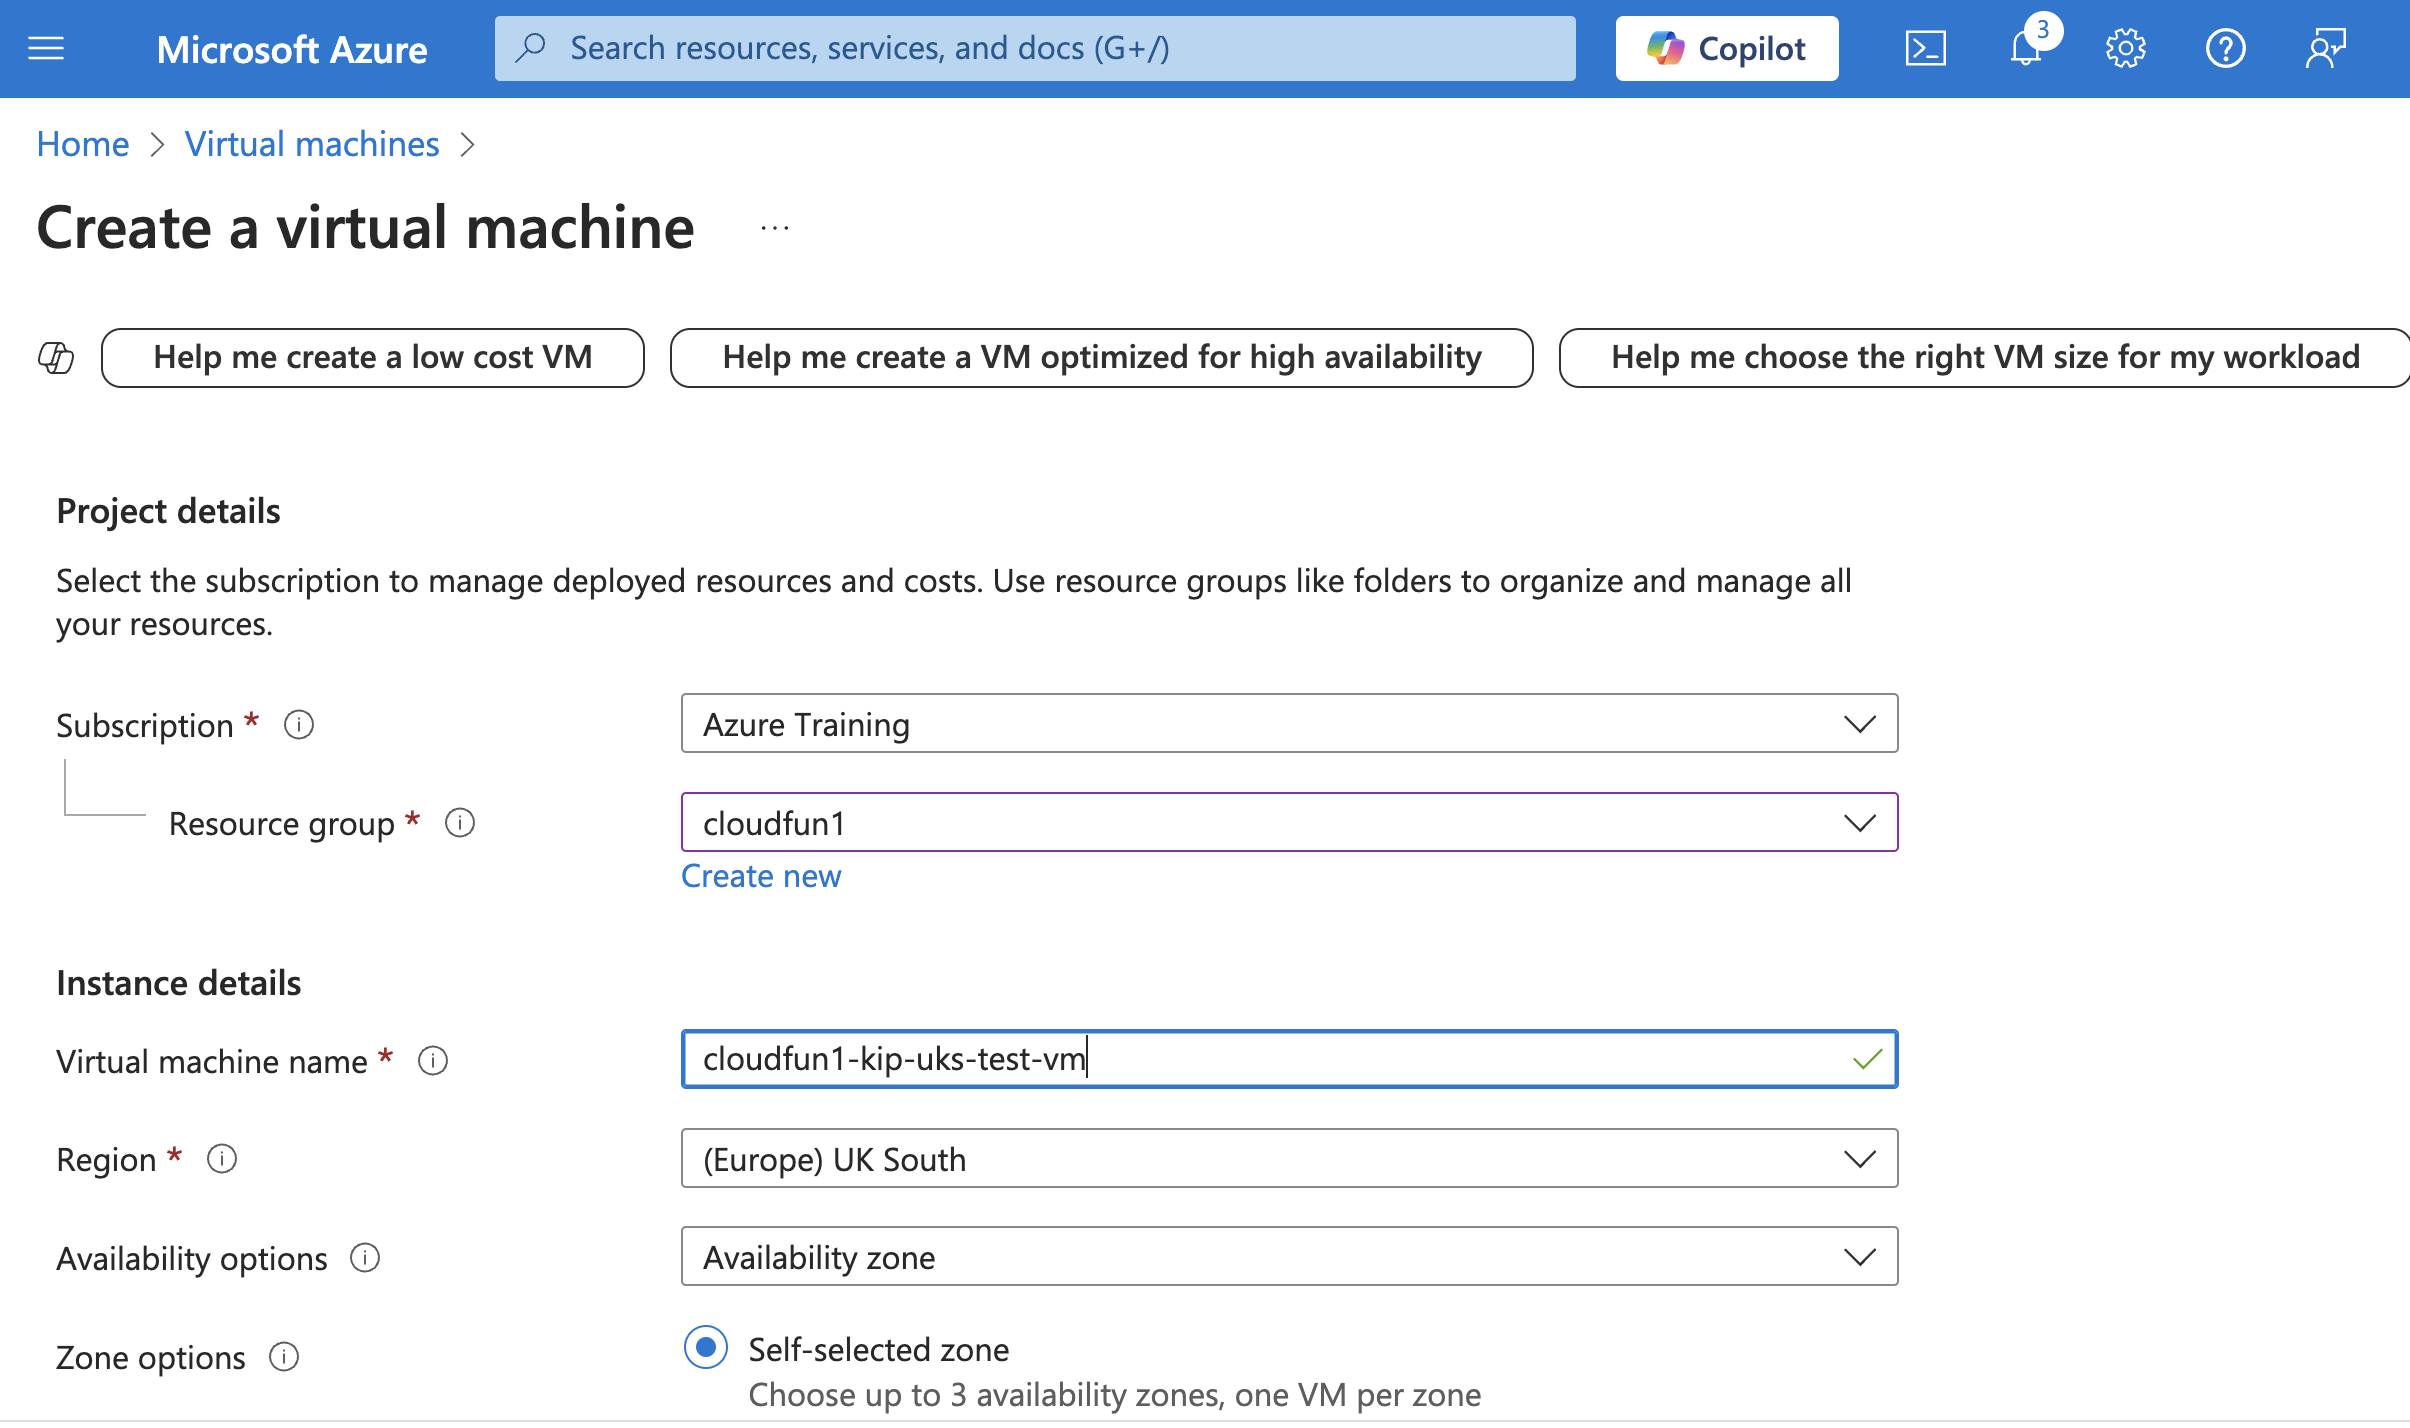 Microsoft Azure
Search resources, services, and docs (G+/)
Copilot
3
Home > Virtual machines >
Create a virtual machine ...
Help me create a low cost VM
Help me create a VM optimized for high availability
Help me choose the right VM size for my workload
Project details
Select the subscription to manage deployed resources and costs. Use resource groups like folders to organize and manage all
your resources.
Subscription *
Azure Training
Resource group *
cloudfun1
Create new
Instance details
Virtual machine name *
cloudfun1-kip-uks-test-vm
Region *
(Europe) UK South
Availability options
Availability zone
Zone options
Self-selected zone
Choose up to 3 availability zones, one VM per zone